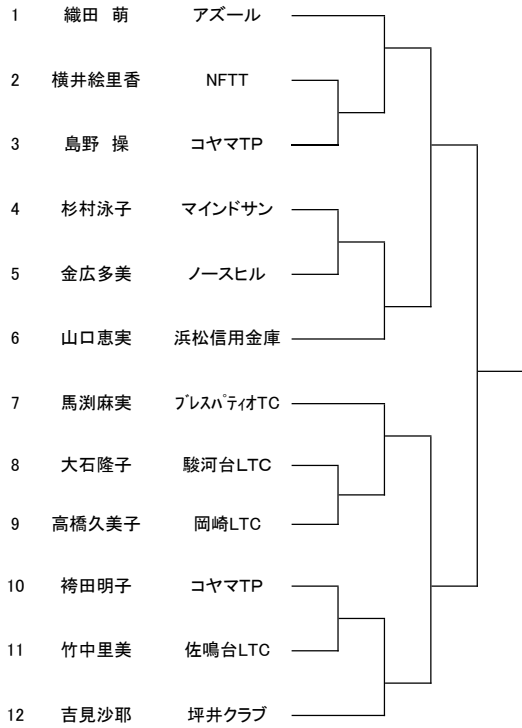 1 織田 萌 アズール
2 横井絵里香 NFTT
3 島野 操 コヤマTP
4 杉村泳子 マインドサン
5 金広多美 ノースヒル
6 山口恵実 浜松信用金庫
7 馬渕麻実 ブレスパティオTC
8 大石隆子 駿河台LTC
9 高橋久美子 岡崎LTC
10 袴田明子 コヤマTP
11 竹中里美 佐鳴台LTC
12 吉見沙耶 坪井クラブ